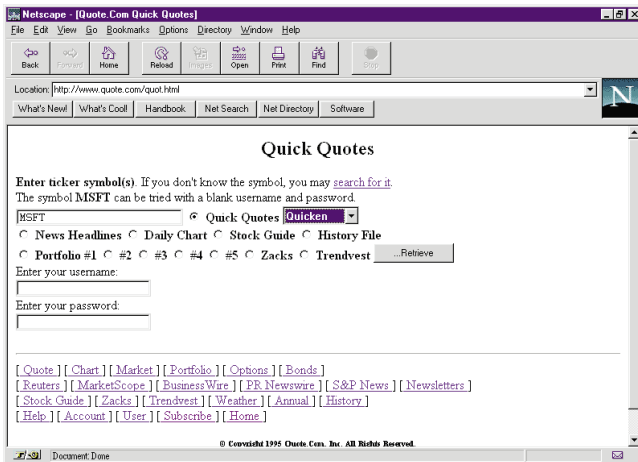 Netscape - [Quote.Com Quick Quotes]
File Edit View Go Bookmarks Options Directory Window Help
Back Forward Home Reload Images Open Print Find Stop
Location: http://www.quote.com/quot.html
What's New! What's Cool! Handbook Net Search Net Directory Software
N
Quick Quotes
Enter ticker symbol(s). If you don't know the symbol, you may search for it.
The symbol MSFT can be tried with a blank username and password.
MSFT Quick Quotes Quicken
News Headlines Daily Chart Stock Guide History File
Portfolio #1 #2 #3 #4 #5 Zacks Trendvest ...Retrieve
Enter your username:
Enter your password:
[ Quote ] [ Chart ] [ Market ] [ Portfolio ] [ Options ] [ Bonds ]
[ Reuters ] [ MarketScope ] [ BusinessWire ] [ PR Newswire ] [ S&P News ] [ Newsletters ]
[ Stock Guide ] [ Zacks ] [ Trendvest ] [ Weather ] [ Annual ] [ History ]
[ Help ] [ Account ] [ User ] [ Subscribe ] [ Home ]
© Copyright 1995 Quote.Com, Inc. All Rights Reserved.
Document: Done